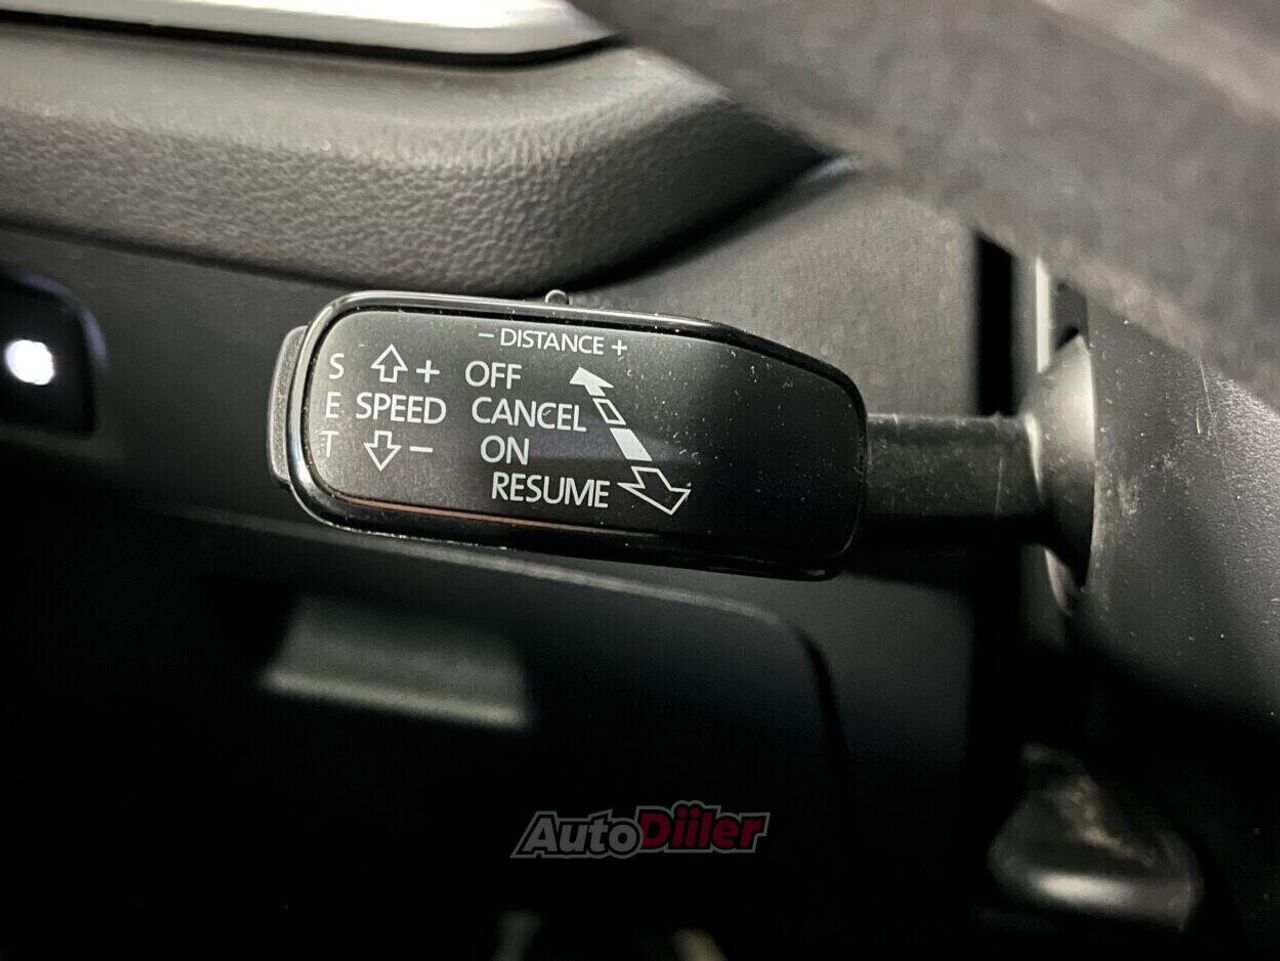 - DISTANCE +
S + OFF
E SPEED CANCEL
T - ON
RESUME
AutoDiiler